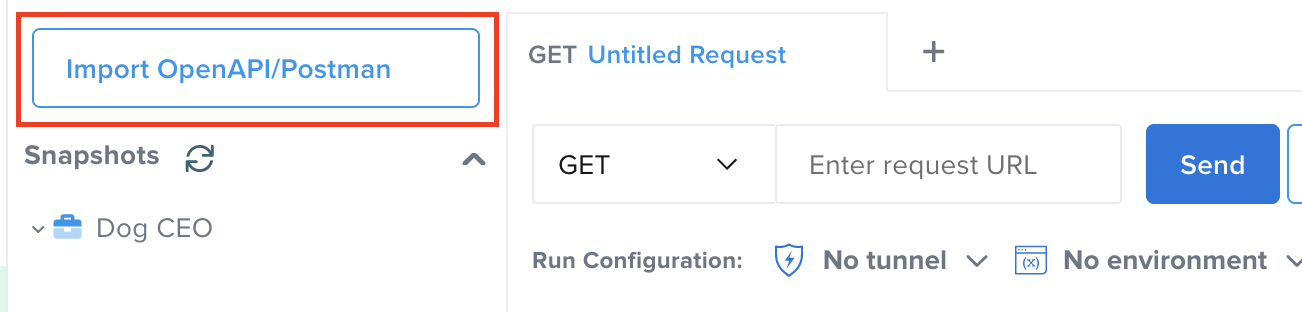 Import OpenAPI/Postman
Snapshots
Dog CEO
GET Untitled Request
+
GET
Enter request URL
Send
Run Configuration:
No tunnel
(x)
No environment